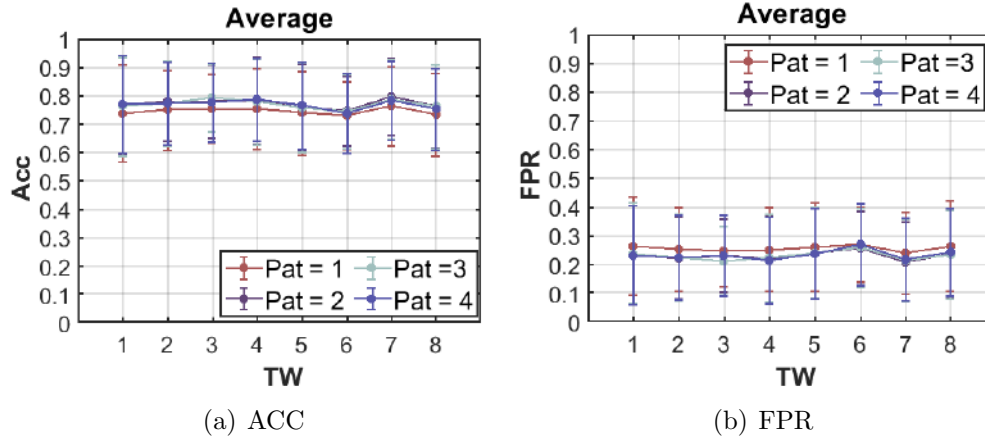 Average
1
0.9
0.8
0.7
0.6
0.5
0.4
0.3
0.2
0.1
0
Acc
Pat = 1
Pat =3
Pat = 2
Pat = 4
1 2 3 4 5 6 7 8
TW
(a) ACC
Average
1
0.9
0.8
0.7
0.6
0.5
0.4
0.3
0.2
0.1
0
FPR
Pat = 1
Pat =3
Pat = 2
Pat = 4
1 2 3 4 5 6 7 8
TW
(b) FPR